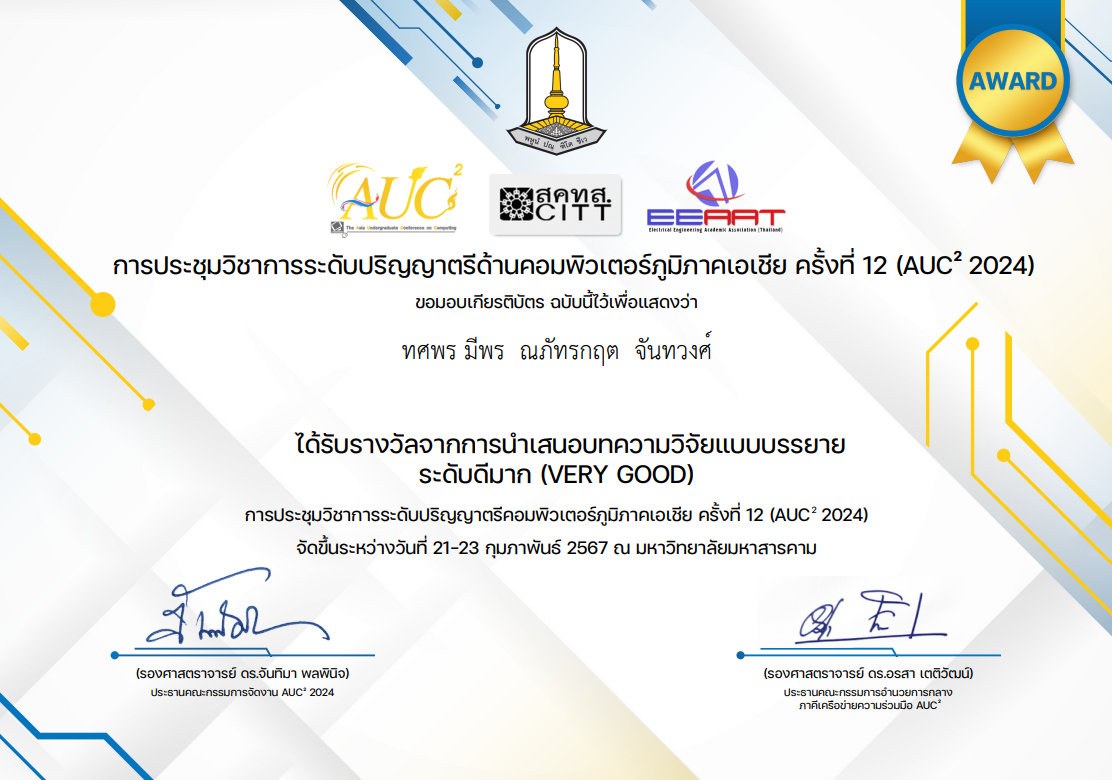 AWARD
พหูนํ ปณฺฑิโต ชีเว
AUC²
The Asia Undergraduate Conference on Computing
สคทส.
CITT
EEAAT
Electrical Engineering Academic Association (Thailand)
การประชุมวิชาการระดับปริญญาตรีด้านคอมพิวเตอร์ภูมิภาคเอเชีย ครั้งที่ 12 (AUC² 2024)
ขอมอบเกียรติบัตร ฉบับนี้ไว้เพื่อแสดงว่า
ทศพร มีพร ณภัทรกฤต จันทวงศ์
ได้รับรางวัลจากการนำเสนอบทความวิจัยแบบบรรยาย
ระดับดีมาก (VERY GOOD)
การประชุมวิชาการระดับปริญญาตรีคอมพิวเตอร์ภูมิภาคเอเชีย ครั้งที่ 12 (AUC² 2024)
จัดขึ้นระหว่างวันที่ 21-23 กุมภาพันธ์ 2567 ณ มหาวิทยาลัยมหาสารคาม
(รองศาสตราจารย์ ดร.จันทิมา พลพินิจ)
ประธานคณะกรรมการจัดงาน AUC² 2024
(รองศาสตราจารย์ ดร.อรสา เตติวัฒน์)
ประธานคณะกรรมการอำนวยการกลาง
ภาคีเครือข่ายความร่วมมือ AUC²